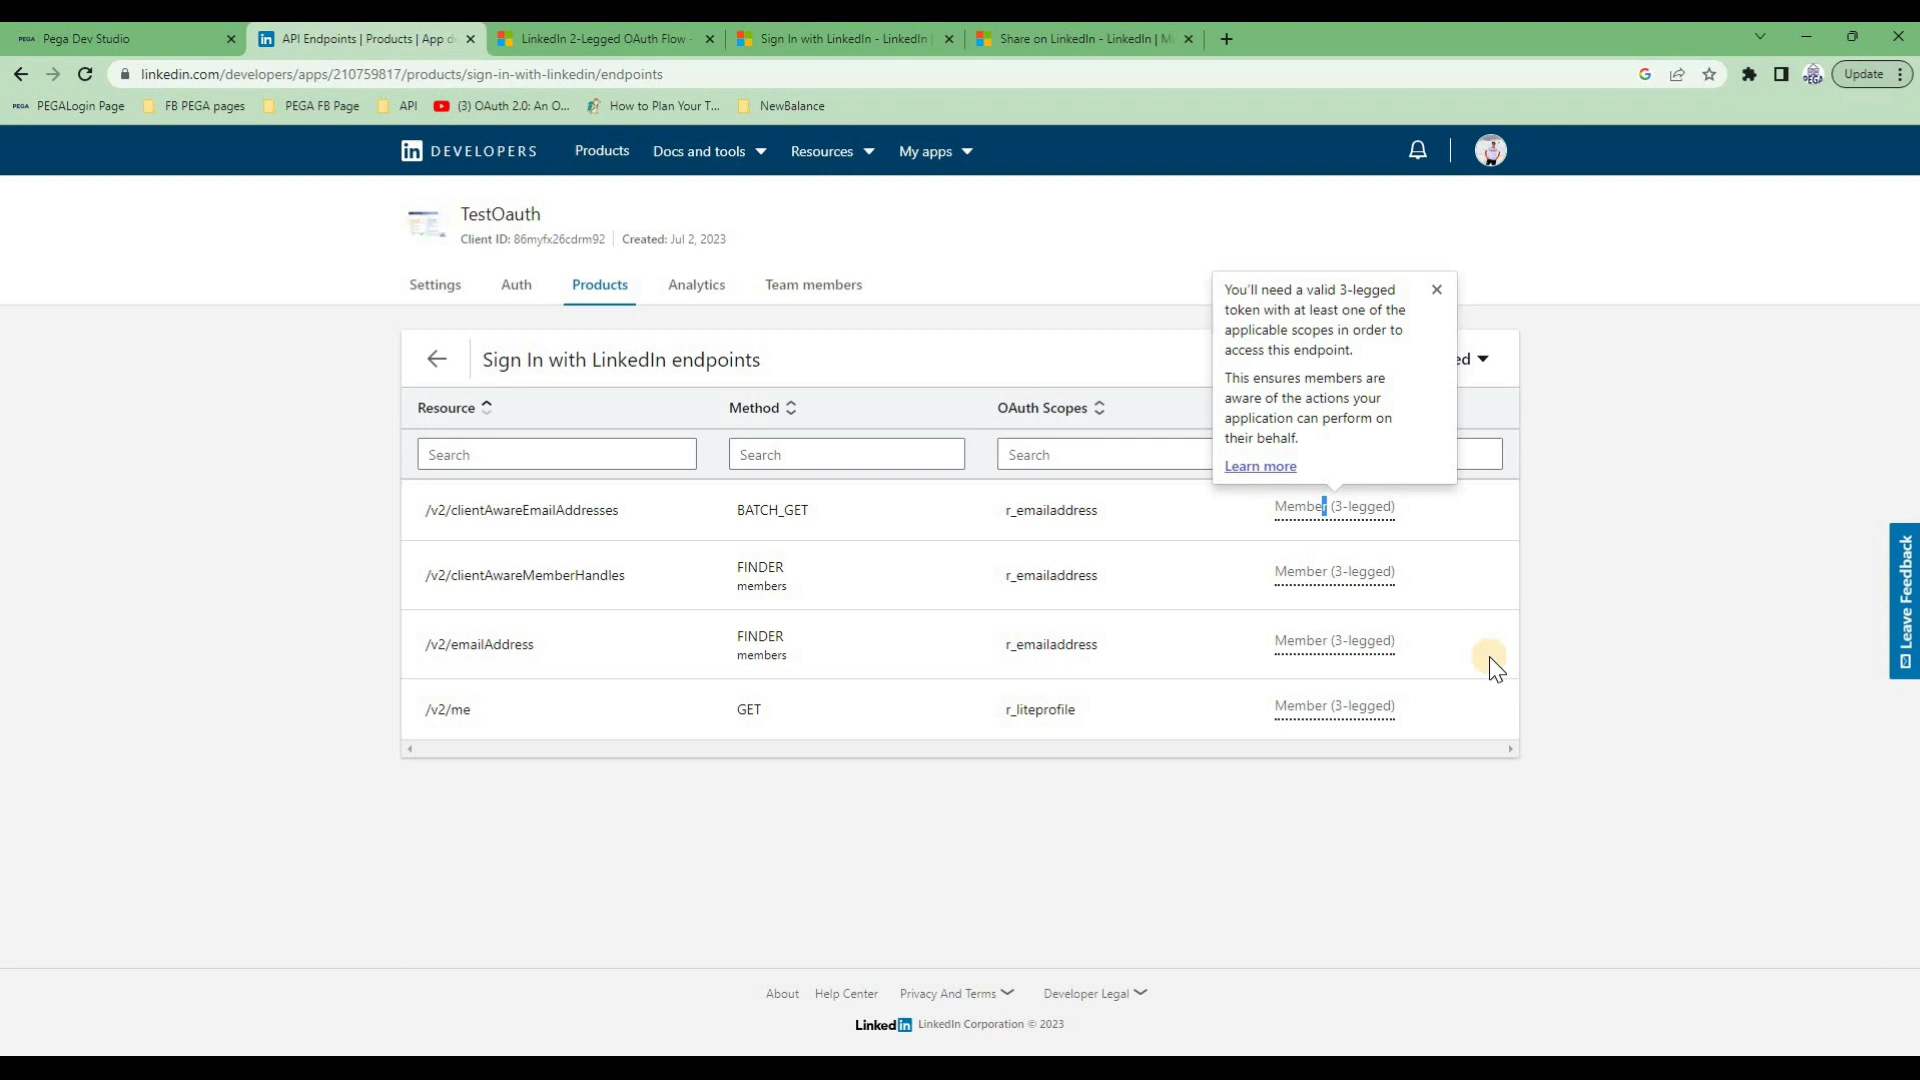 PEGA Pega Dev Studio
API Endpoints | Products | App d
LinkedIn 2-Legged OAuth Flow -
Sign In with LinkedIn - LinkedIn |
Share on LinkedIn - LinkedIn | M
linkedin.com/developers/apps/210759817/products/sign-in-with-linkedin/endpoints
Update
PEGA PEGALogin Page
FB PEGA pages
PEGA FB Page
API
(3) OAuth 2.0: An O...
How to Plan Your T...
NewBalance
in DEVELOPERS
Products
Docs and tools
Resources
My apps
TestOauth
Client ID: 86myfx26cdrm92
Created: Jul 2, 2023
Settings
Auth
Products
Analytics
Team members
You'll need a valid 3-legged
token with at least one of the
applicable scopes in order to
access this endpoint.
This ensures members are
aware of the actions your
application can perform on
their behalf.
Learn more
Sign In with LinkedIn endpoints
ed
Resource
Method
OAuth Scopes
Search
Search
Search
/v2/clientAwareEmailAddresses
BATCH_GET
r_emailaddress
Member (3-legged)
/v2/clientAwareMemberHandles
FINDER
members
r_emailaddress
Member (3-legged)
/v2/emailAddress
FINDER
members
r_emailaddress
Member (3-legged)
/v2/me
GET
r_liteprofile
Member (3-legged)
Leave Feedback
About
Help Center
Privacy And Terms
Developer Legal
Linkedin LinkedIn Corporation © 2023